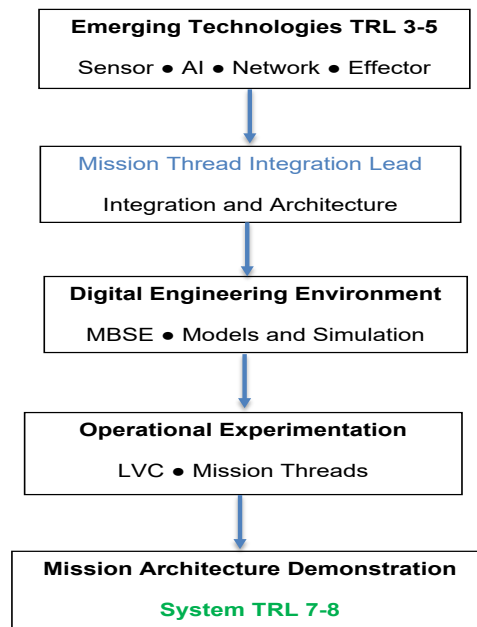 Emerging Technologies TRL 3-5
Sensor ● AI ● Network ● Effector
Mission Thread Integration Lead
Integration and Architecture
Digital Engineering Environment
MBSE ● Models and Simulation
Operational Experimentation
LVC ● Mission Threads
Mission Architecture Demonstration
System TRL 7-8